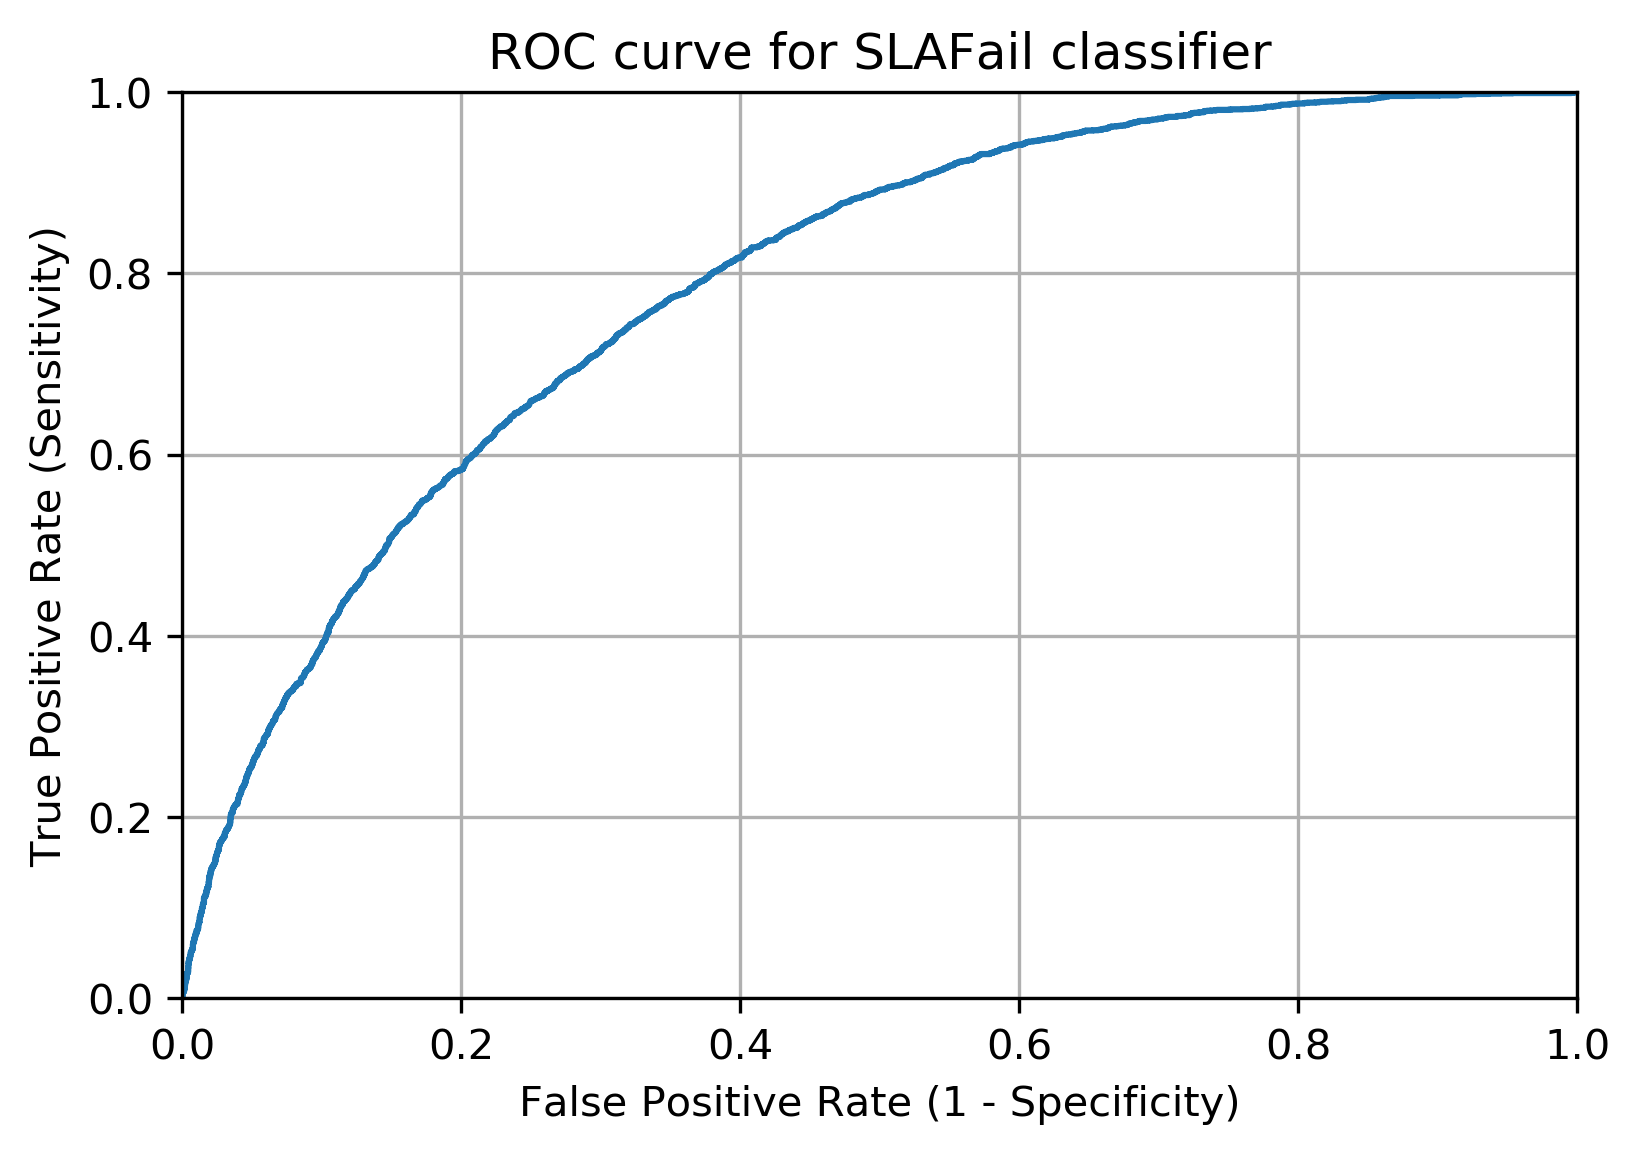 ROC curve for SLAFail classifier
True Positive Rate (Sensitivity)
1.0
0.8
0.6
0.4
0.2
0.0
0.0 0.2 0.4 0.6 0.8 1.0
False Positive Rate (1 - Specificity)